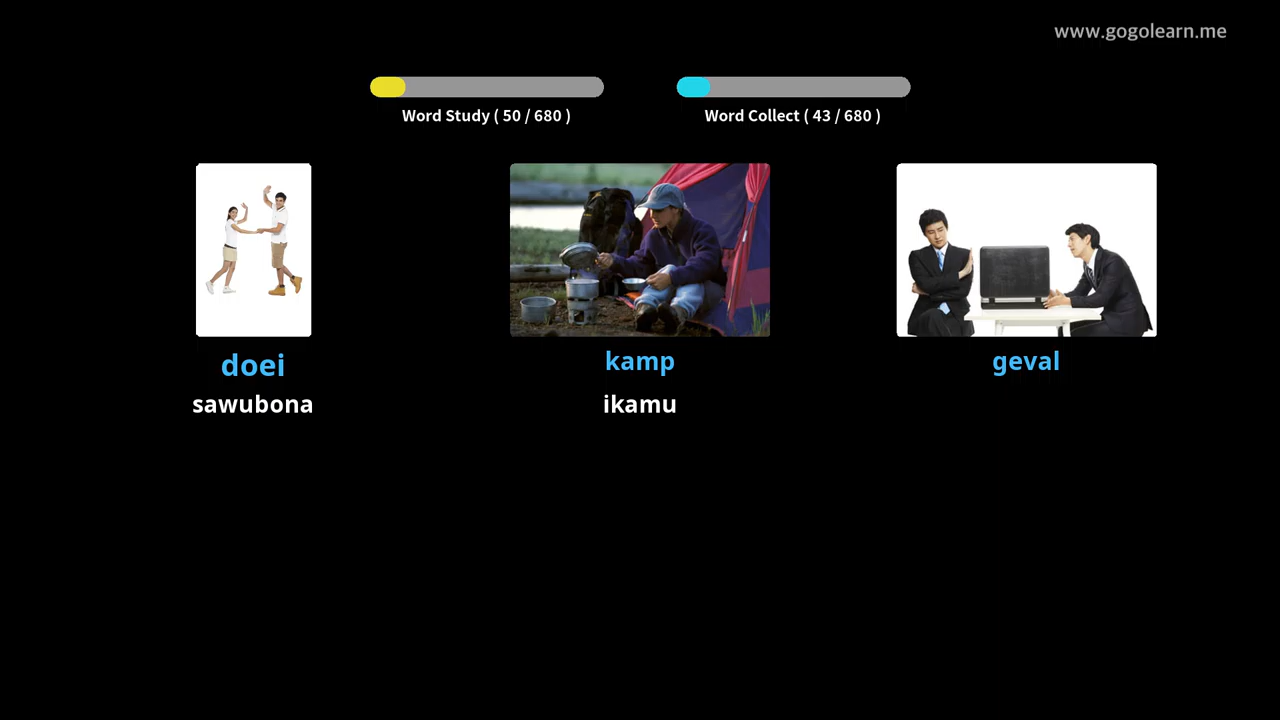 www.gogolearn.me
Word Study ( 50 / 680 )
Word Collect ( 43 / 680 )
doei
kamp
geval
sawubona
ikamu